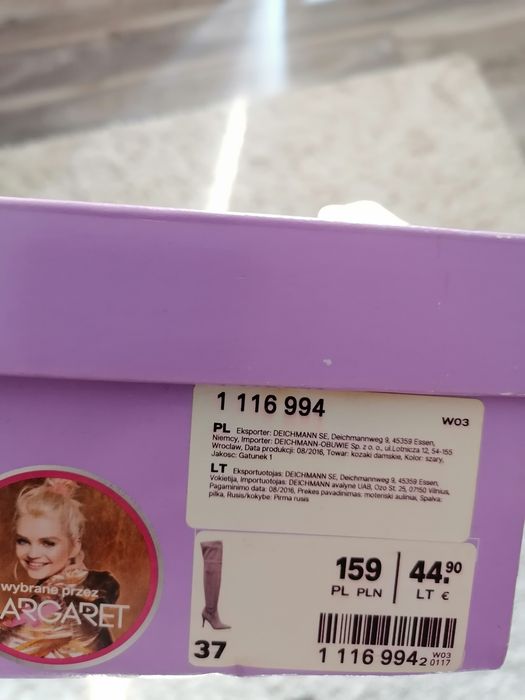 1 116 994
W03
PL Eksporter: DEICHMANN SE, Deichmannweg 9, 45359 Essen,
Niemcy, Importer: DEICHMANN-OBUWIE Sp. z o. o., ul.Lotnicza 12, 54-155
Wrocław, Data produkcji: 08/2016, Towar: kozaki damskie, Kolor: szary,
Jakosc: Gatunek 1
LT Eksportuotojas: DEICHMANN SE, Deichmannweg 9, 45359 Essen,
Vokietija, Importuotojas: DEICHMANN avalyne UAB, Ozo St. 25, 07150 Vilnius,
Pagaminimo data: 08/2016, Prekes pavadinimas: moteriski auliniai, Spalva:
pilka, Rusis/kokybe: Pirma rusis
wybrane przez
ARGARET
159
PL PLN
44.90
LT €
37
1 116 994 2
W03
0117